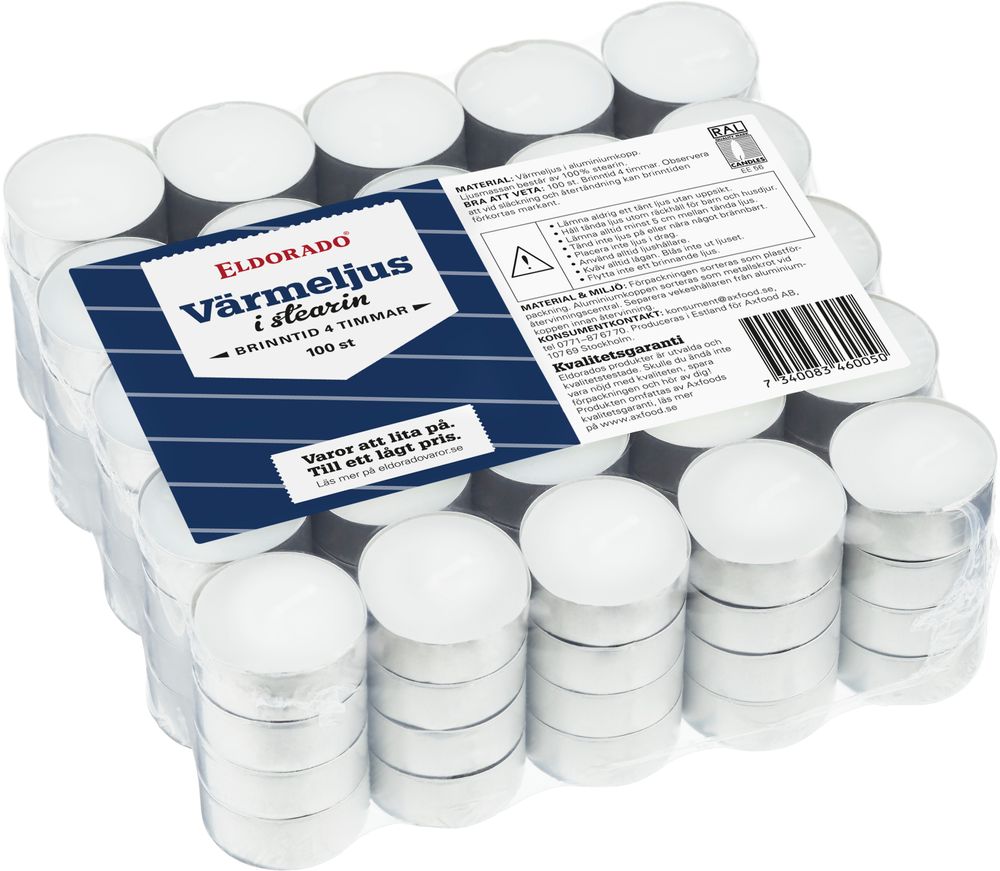 ELDORADO®
Värmeljus
i stearin
BRINNTID 4 TIMMAR
100 st
Varor att lita på.
Till ett lågt pris.
Läs mer på eldoradovaror.se
MATERIAL: Värmeljus i aluminiumkopp.
Ljusmassan består av 100% stearin.
BRA ATT VETA: 100 st. Brinntid 4 timmar. Observera
att vid släckning och återtändning kan brinntiden
förkortas markant.
• Lämna aldrig ett tänt ljus utan uppsikt.
• Håll tända ljus utom räckhåll för barn och husdjur.
• Lämna alltid minst 5 cm mellan tända ljus.
• Tänd inte ljus på eller nära något brännbart.
• Placera inte ljus i drag.
• Använd alltid ljushållare.
• Kväv alltid lågan. Blås inte ut ljuset.
• Flytta inte ett brinnande ljus.
MATERIAL & MILJÖ: Förpackningen sorteras som plastför-
packning. Aluminiumkoppen sorteras som metallskrot vid
återvinningscentral. Separera vekeshållaren från aluminium-
koppen innan återvinning.
KONSUMENTKONTAKT: konsument@axfood.se,
tel 0771-87 67 70. Produceras i Estland för Axfood AB,
107 69 Stockholm.
Kvalitetsgaranti
Eldorados produkter är utvalda och
kvalitetstestade. Skulle du ändå inte
vara nöjd med kvaliteten, spara
förpackningen och hör av dig!
Produkten omfattas av Axfoods
kvalitetsgaranti, läs mer
på www.axfood.se
RAL
QUALITY MARK
CANDLES
EE 56
7 340083 460050